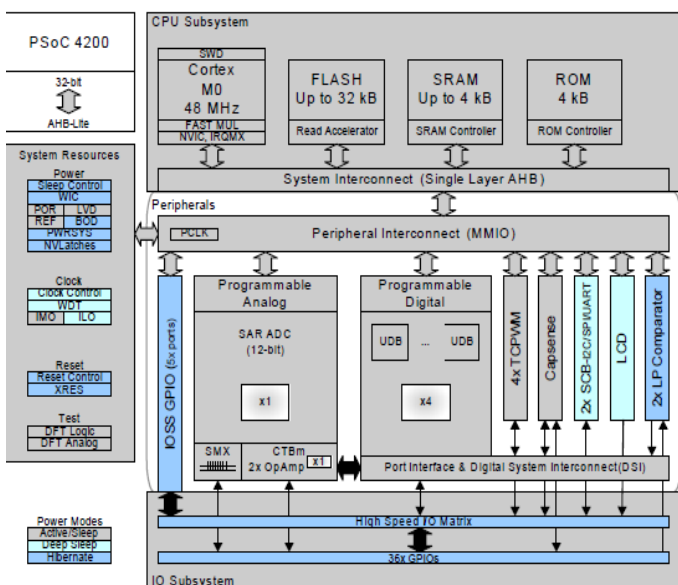 PSoC 4200
32-bit
AHB-Lite
CPU Subsystem
SWD
Cortex
M0
48 MHz
FAST MUL
NVIC, IRQMX
FLASH
Up to 32 kB
Read Accelerator
SRAM
Up to 4 kB
SRAM Controller
ROM
4 kB
ROM Controller
System Interconnect (Single Layer AHB)
System Resources
Power
Sleep Control
WIC
POR LVD
REF BOD
PWRSYS
NVLatches
Clock
Clock Control
WDT
IMO ILO
Reset
Reset Control
XRES
Test
DFT Logic
DFT Analog
Peripherals
PCLK
Peripheral Interconnect (MMIO)
IOSS GPIO (5x ports)
Programmable
Analog
SAR ADC
(12-bit)
x1
SMX
CTBm
2x OpAmp
x1
Programmable
Digital
UDB ... UDB
x4
4x TCPWM
Capsense
2x SCB-I2C/SPI/UART
LCD
2x LP Comparator
Port Interface & Digital System Interconnect(DSI)
Power Modes
Active/Sleep
Deep Sleep
Hibernate
High Speed I/O Matrix
36x GPIOs
IO Subsystem